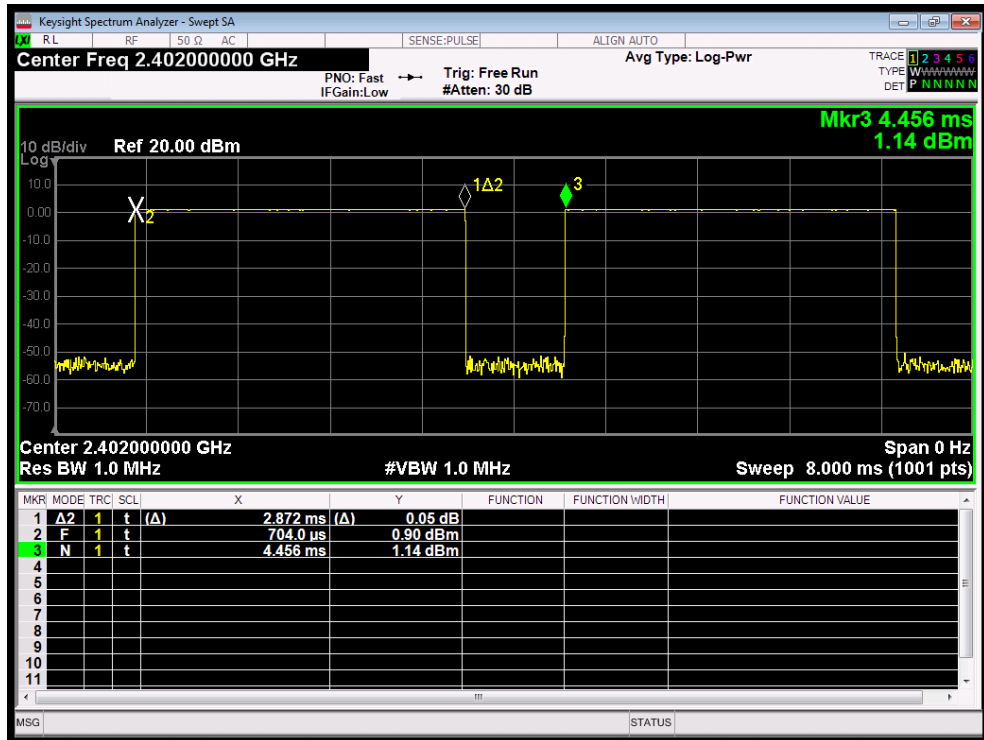 Keysight Spectrum Analyzer - Swept SA
LXI RL RF 50 Ω AC SENSE:PULSE ALIGN AUTO
Center Freq 2.402000000 GHz
PNO: Fast
IFGain:Low
Trig: Free Run
#Atten: 30 dB
Avg Type: Log-Pwr
TRACE 1 2 3 4 5 6
TYPE WWWWWW
DET P N N N N N
Mkr3 4.456 ms
1.14 dBm
10 dB/div Ref 20.00 dBm
Log
10.0
0.00
-10.0
-20.0
-30.0
-40.0
-50.0
-60.0
-70.0
2
1Δ2
3
Center 2.402000000 GHz Span 0 Hz
Res BW 1.0 MHz #VBW 1.0 MHz Sweep 8.000 ms (1001 pts)
MKR MODE TRC SCL X Y FUNCTION FUNCTION WIDTH FUNCTION VALUE
1 Δ2 1 t (Δ) 2.872 ms (Δ) 0.05 dB
2 F 1 t 704.0 µs 0.90 dBm
3 N 1 t 4.456 ms 1.14 dBm
4
5
6
7
8
9
10
11
MSG STATUS